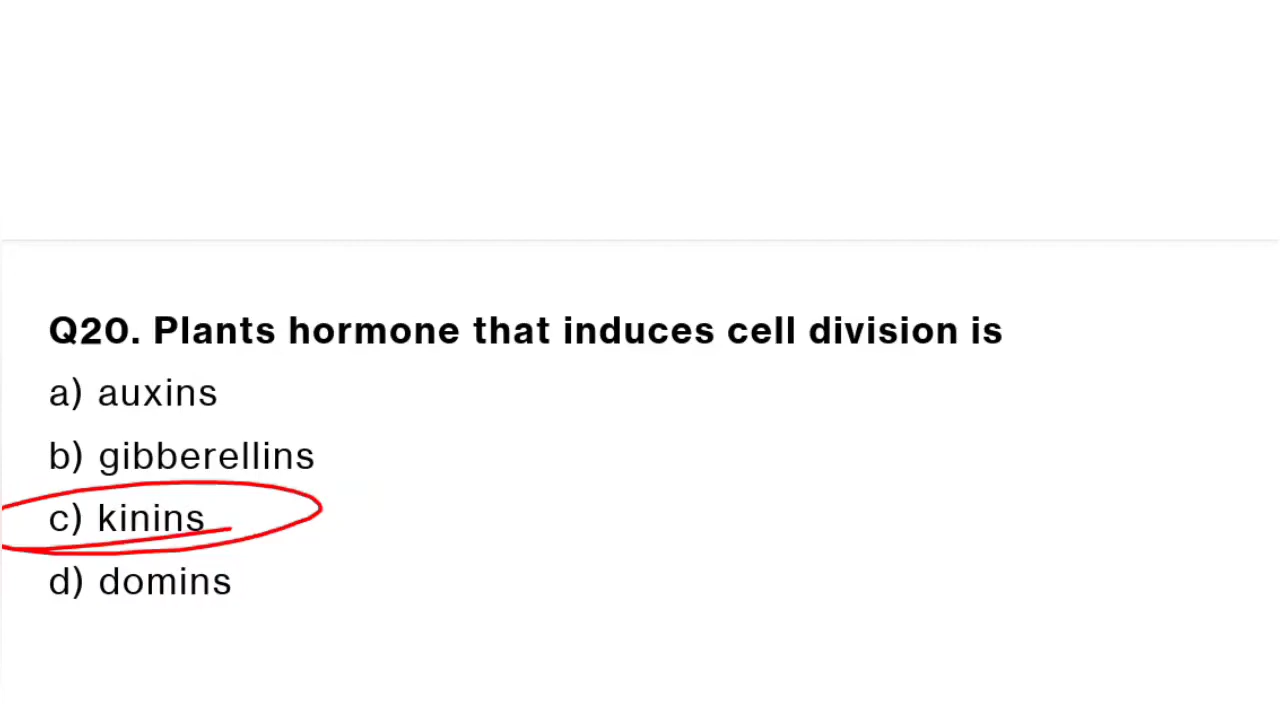 Q20. Plants hormone that induces cell division is
a) auxins
b) gibberellins
c) kinins
d) domins